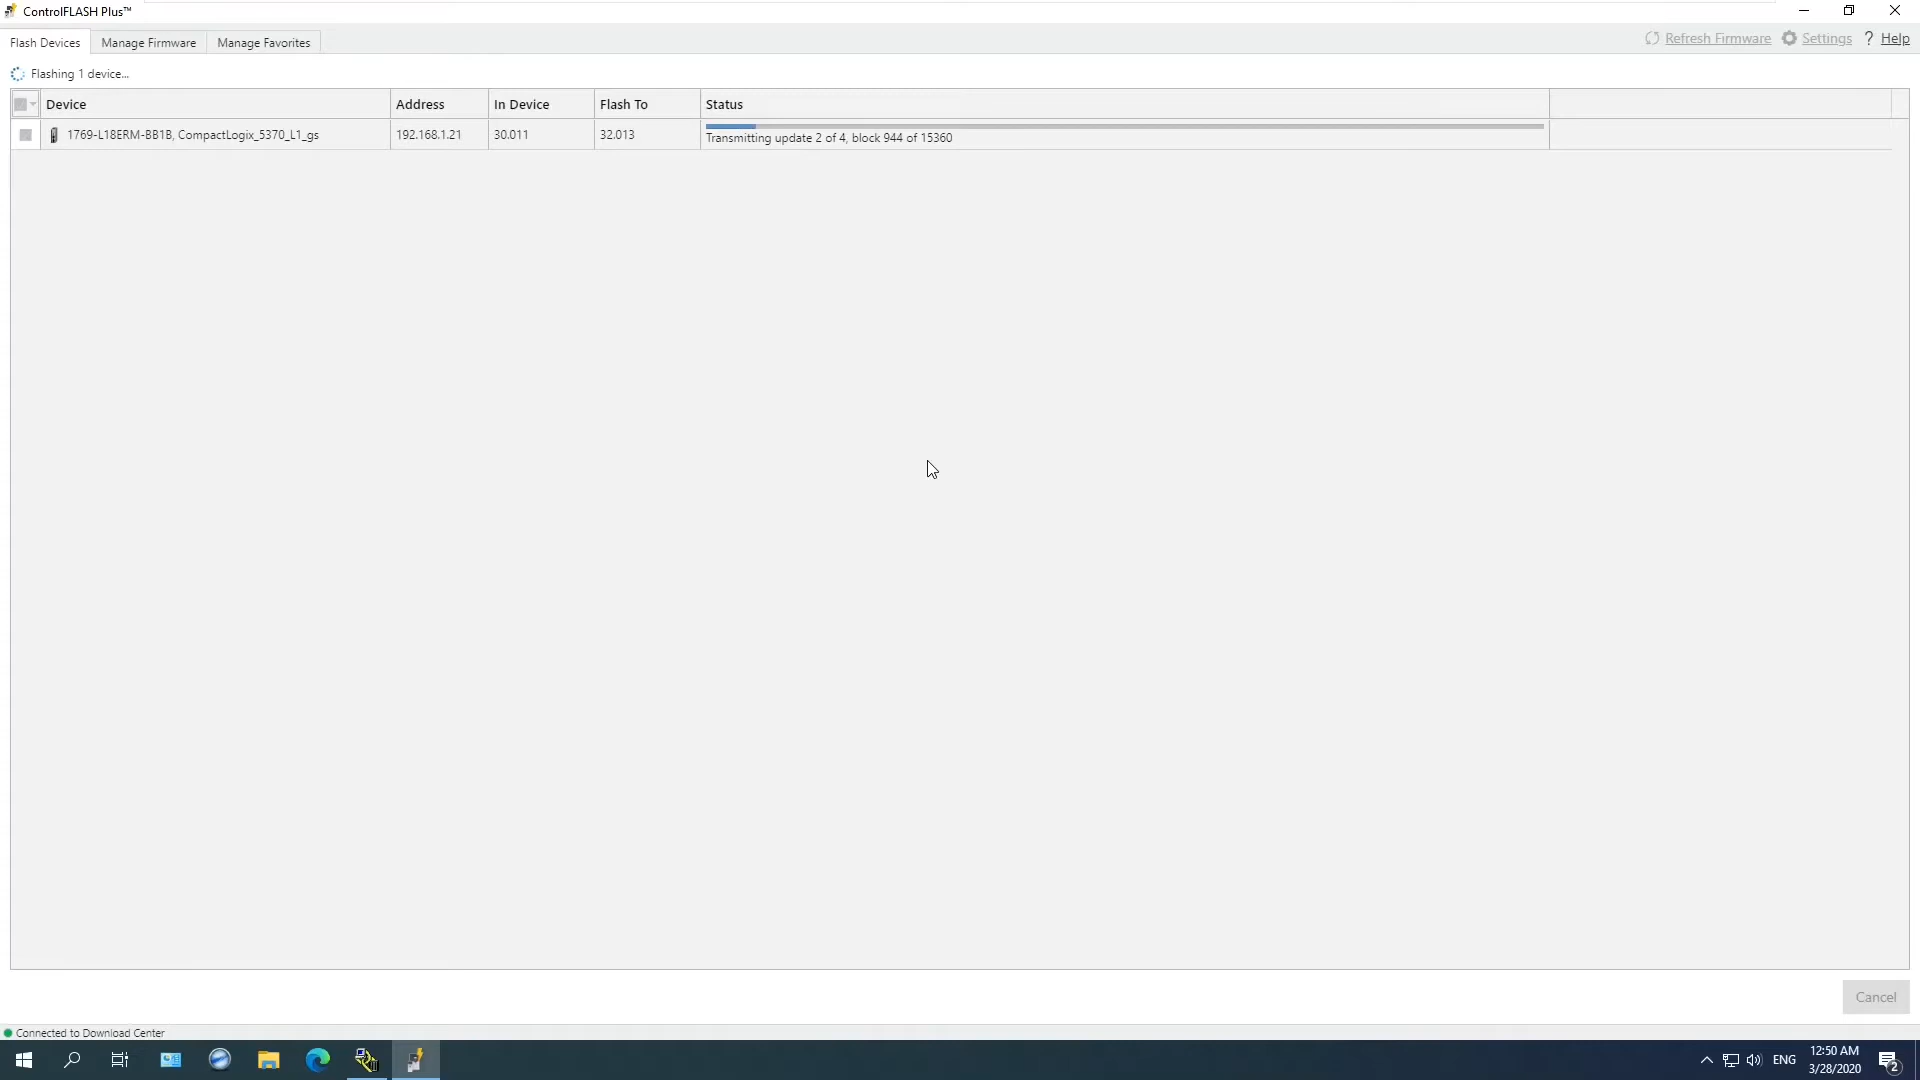 ControlFLASH Plus™
Flash Devices Manage Firmware Manage Favorites Refresh Firmware Settings ? Help
Flashing 1 device...
Device Address In Device Flash To Status
1769-L18ERM-BB1B, CompactLogix_5370_L1_gs 192.168.1.21 30.011 32.013 Transmitting update 2 of 4, block 944 of 15360
Cancel
Connected to Download Center
ENG 12:50 AM
3/28/2020 2